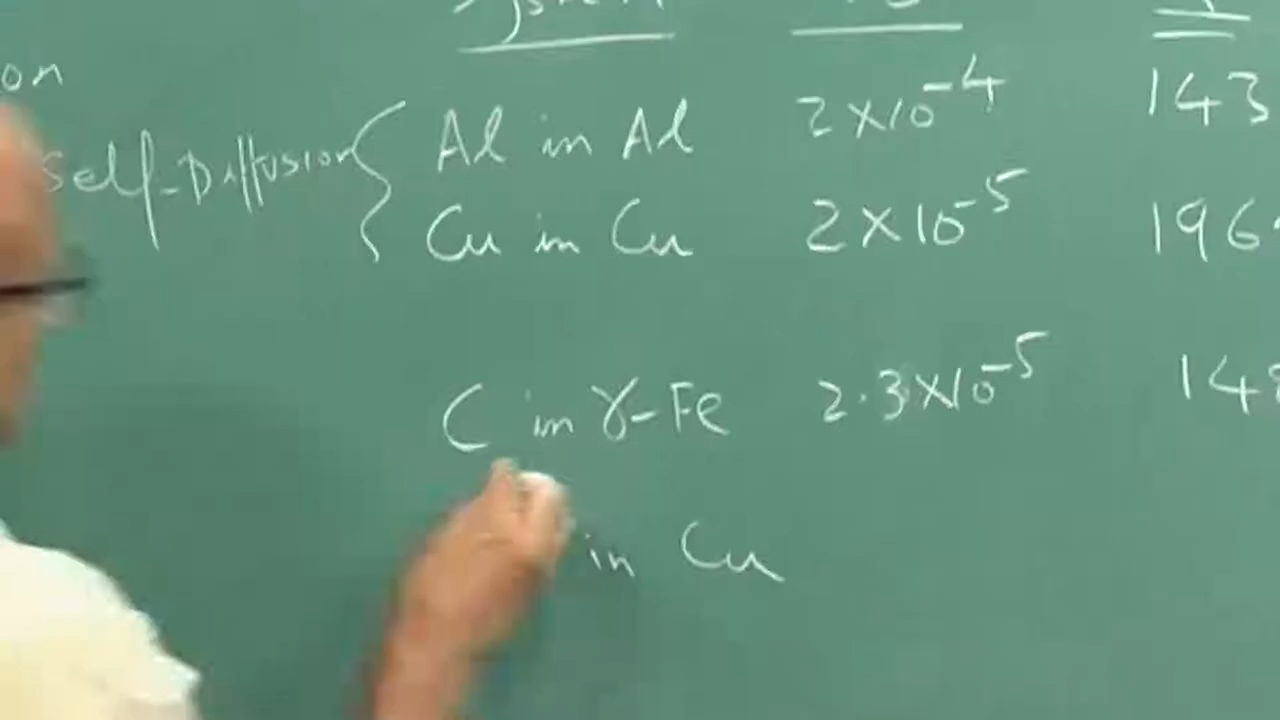 on
Self-Diffusion { Al in Al 2×10⁻⁴ 143
Cu in Cu 2×10⁻⁵ 196
C in γ-Fe 2.3×10⁻⁵ 14
in Cu